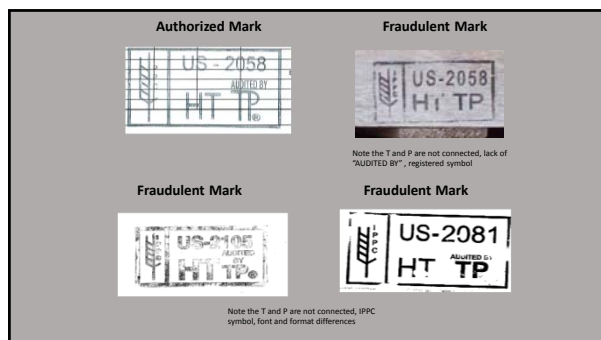 Authorized Mark
US - 2058
AUDITED BY
HT TP®
Fraudulent Mark
US-2058
HT TP
Note the T and P are not connected, lack of
"AUDITED BY" , registered symbol
Fraudulent Mark
US-2105
AUDITED
BY
HT TP®
Fraudulent Mark
IPPC
US-2081
AUDITED BY
HT TP
Note the T and P are not connected, IPPC
symbol, font and format differences